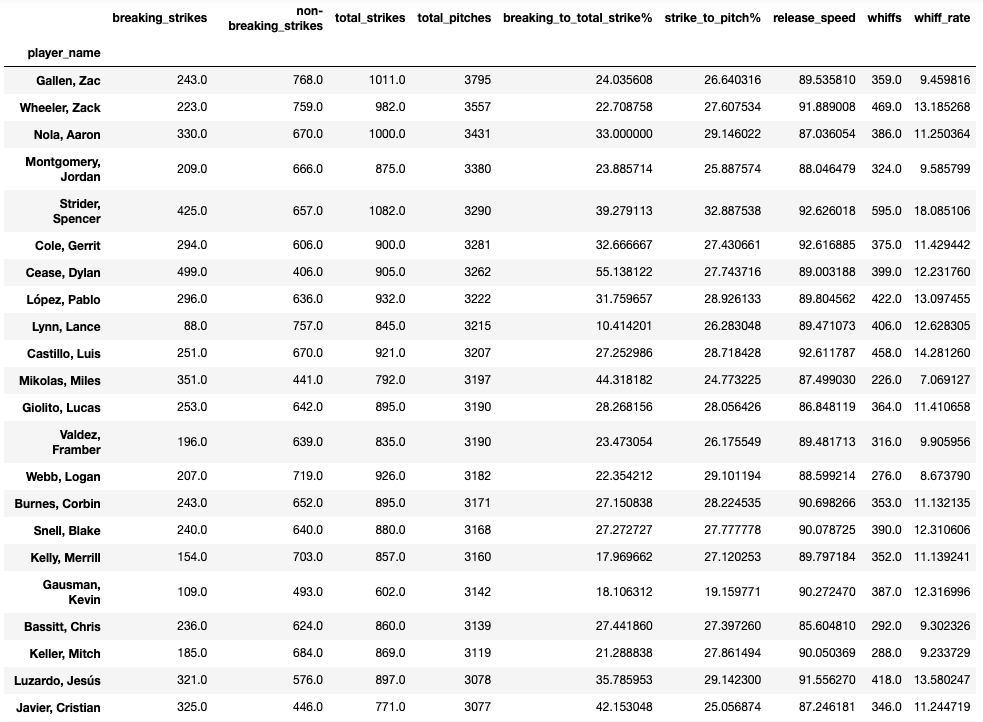 breaking_strikes non-breaking_strikes total_strikes total_pitches breaking_to_total_strike% strike_to_pitch% release_speed whiffs whiff_rate
player_name
Gallen, Zac 243.0 768.0 1011.0 3795 24.035608 26.640316 89.535810 359.0 9.459816
Wheeler, Zack 223.0 759.0 982.0 3557 22.708758 27.607534 91.889008 469.0 13.185268
Nola, Aaron 330.0 670.0 1000.0 3431 33.000000 29.146022 87.036054 386.0 11.250364
Montgomery, Jordan 209.0 666.0 875.0 3380 23.885714 25.887574 88.046479 324.0 9.585799
Strider, Spencer 425.0 657.0 1082.0 3290 39.279113 32.887538 92.626018 595.0 18.085106
Cole, Gerrit 294.0 606.0 900.0 3281 32.666667 27.430661 92.616885 375.0 11.429442
Cease, Dylan 499.0 406.0 905.0 3262 55.138122 27.743716 89.003188 399.0 12.231760
López, Pablo 296.0 636.0 932.0 3222 31.759657 28.926133 89.804562 422.0 13.097455
Lynn, Lance 88.0 757.0 845.0 3215 10.414201 26.283048 89.471073 406.0 12.628305
Castillo, Luis 251.0 670.0 921.0 3207 27.252986 28.718428 92.611787 458.0 14.281260
Mikolas, Miles 351.0 441.0 792.0 3197 44.318182 24.773225 87.499030 226.0 7.069127
Giolito, Lucas 253.0 642.0 895.0 3190 28.268156 28.056426 86.848119 364.0 11.410658
Valdez, Framber 196.0 639.0 835.0 3190 23.473054 26.175549 89.481713 316.0 9.905956
Webb, Logan 207.0 719.0 926.0 3182 22.354212 29.101194 88.599214 276.0 8.673790
Burnes, Corbin 243.0 652.0 895.0 3171 27.150838 28.224535 90.698266 353.0 11.132135
Snell, Blake 240.0 640.0 880.0 3168 27.272727 27.777778 90.078725 390.0 12.310606
Kelly, Merrill 154.0 703.0 857.0 3160 17.969662 27.120253 89.797184 352.0 11.139241
Gausman, Kevin 109.0 493.0 602.0 3142 18.106312 19.159771 90.272470 387.0 12.316996
Bassitt, Chris 236.0 624.0 860.0 3139 27.441860 27.397260 85.604810 292.0 9.302326
Keller, Mitch 185.0 684.0 869.0 3119 21.288838 27.861494 90.050369 288.0 9.233729
Luzardo, Jesús 321.0 576.0 897.0 3078 35.785953 29.142300 91.556270 418.0 13.580247
Javier, Cristian 325.0 446.0 771.0 3077 42.153048 25.056874 87.246181 346.0 11.244719